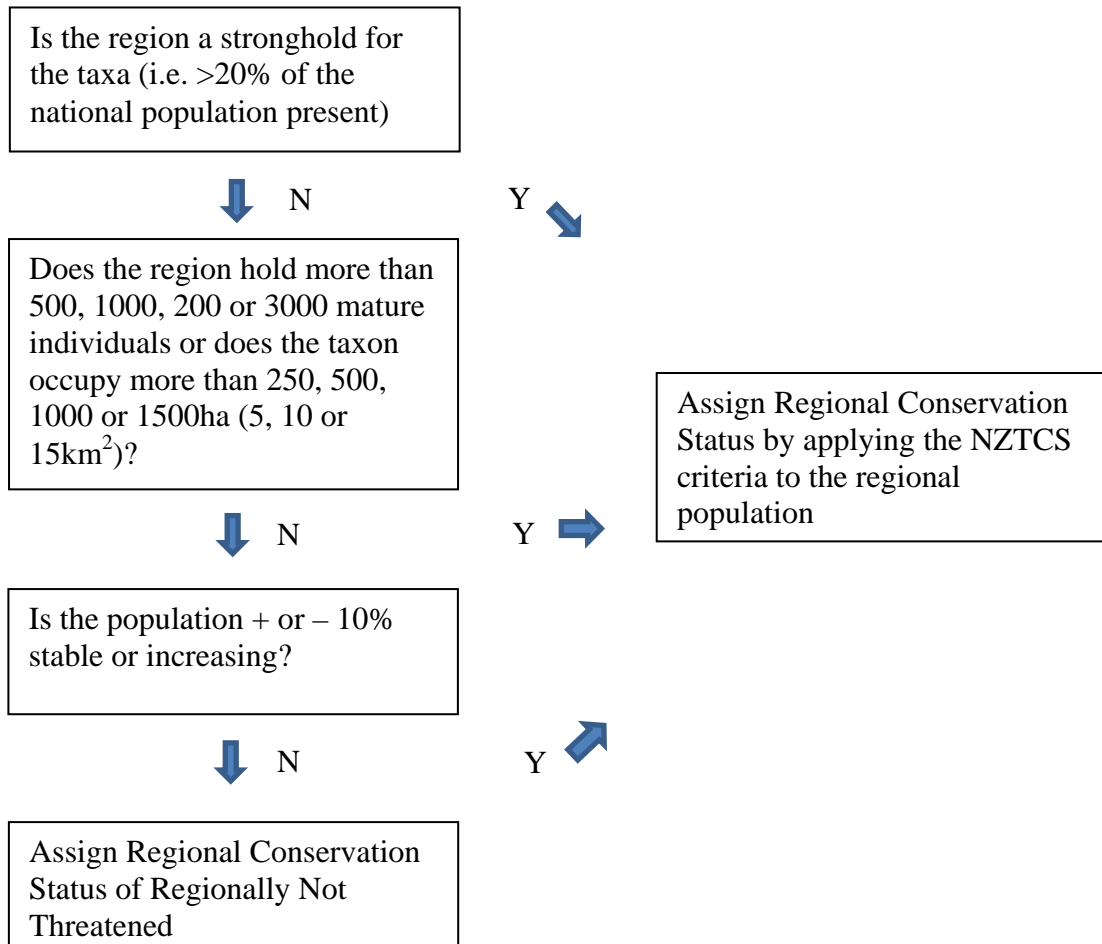 Is the region a stronghold for
the taxa (i.e. >20% of the
national population present)
N
Y
Does the region hold more than
500, 1000, 200 or 3000 mature
individuals or does the taxon
occupy more than 250, 500,
1000 or 1500ha (5, 10 or
15km²)?
Assign Regional Conservation
Status by applying the NZTCS
criteria to the regional
population
N
Y
Is the population + or – 10%
stable or increasing?
N
Y
Assign Regional Conservation
Status of Regionally Not
Threatened